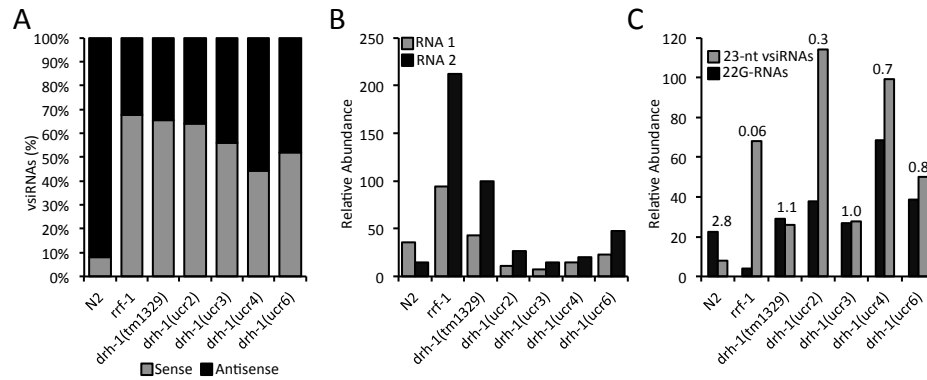 A
vsiRNAs (%)
100%
90%
80%
70%
60%
50%
40%
30%
20%
10%
0%
N2
rrf-1
drh-1(tm1329)
drh-1(ucr2)
drh-1(ucr3)
drh-1(ucr4)
drh-1(ucr6)
Sense
Antisense
B
Relative Abundance
250
200
150
100
50
0
RNA 1
RNA 2
N2
rrf-1
drh-1(tm1329)
drh-1(ucr2)
drh-1(ucr3)
drh-1(ucr4)
drh-1(ucr6)
C
Relative Abundance
120
100
80
60
40
20
0
23-nt vsiRNAs
22G-RNAs
2.8
0.06
1.1
0.3
1.0
0.7
0.8
N2
rrf-1
drh-1(tm1329)
drh-1(ucr2)
drh-1(ucr3)
drh-1(ucr4)
drh-1(ucr6)